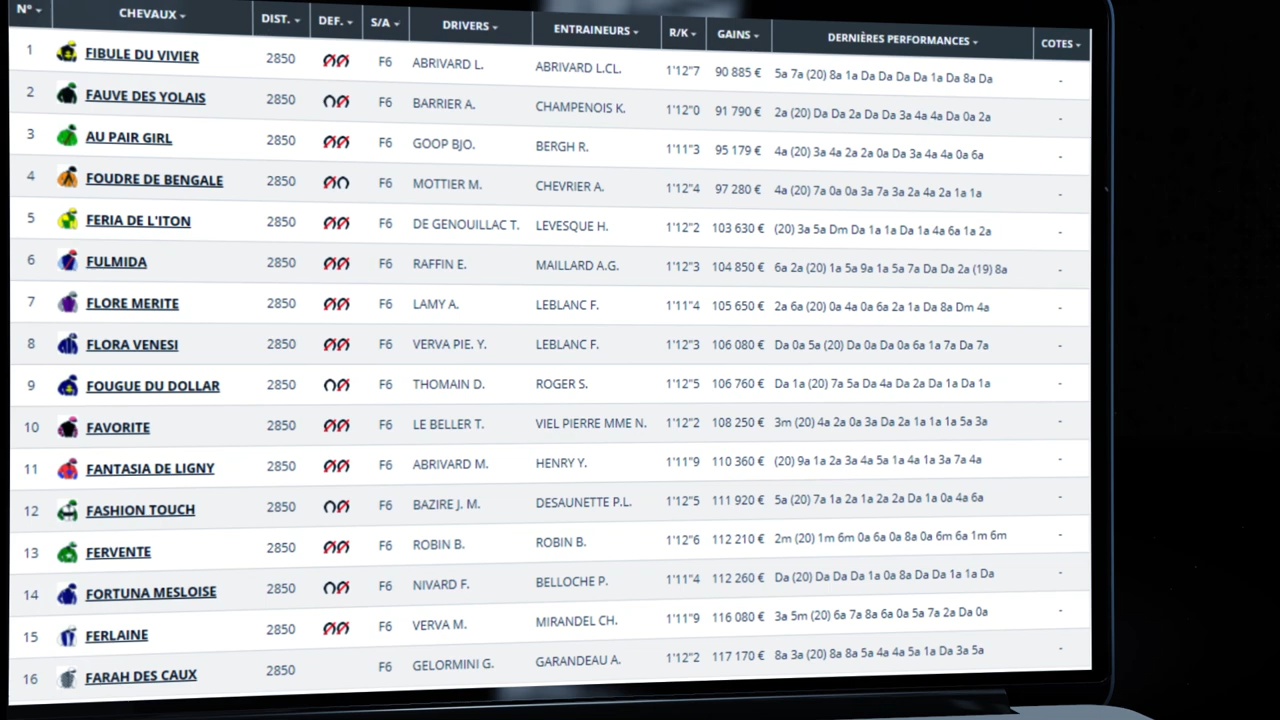 N° CHEVAUX DIST. DEF. S/A DRIVERS ENTRAINEURS R/K GAINS DERNIÈRES PERFORMANCES COTES
1 FIBULE DU VIVIER 2850 F6 ABRIVARD L. ABRIVARD L.CL. 1'12"7 90 885 € 5a 7a (20) 8a 1a Da Da Da Da 1a Da 8a Da -
2 FAUVE DES YOLAIS 2850 F6 BARRIER A. CHAMPENOIS K. 1'12"0 91 790 € 2a (20) Da Da 2a Da Da 3a 4a 4a Da 0a 2a -
3 AU PAIR GIRL 2850 F6 GOOP BJO. BERGH R. 1'11"3 95 179 € 4a (20) 3a 4a 2a 2a 0a Da 3a 4a 4a 0a 6a -
4 FOUDRE DE BENGALE 2850 F6 MOTTIER M. CHEVRIER A. 1'12"4 97 280 € 4a (20) 7a 0a 0a 3a 7a 3a 2a 4a 2a 1a 1a -
5 FERIA DE L'ITON 2850 F6 DE GENOUILLAC T. LEVESQUE H. 1'12"2 103 630 € (20) 3a 5a Dm Da 1a 1a Da 1a 4a 6a 1a 2a -
6 FULMIDA 2850 F6 RAFFIN E. MAILLARD A.G. 1'12"3 104 850 € 6a 2a (20) 1a 5a 9a 1a 5a 7a Da Da 2a (19) 8a -
7 FLORE MERITE 2850 F6 LAMY A. LEBLANC F. 1'11"4 105 650 € 2a 6a (20) 0a 4a 0a 6a 2a 1a Da 8a Dm 4a -
8 FLORA VENESI 2850 F6 VERVA PIE. Y. LEBLANC F. 1'12"3 106 080 € Da 0a 5a (20) Da 0a Da 0a 6a 1a 7a Da 7a -
9 FOUGUE DU DOLLAR 2850 F6 THOMAIN D. ROGER S. 1'12"5 106 760 € Da 1a (20) 7a 5a Da 4a Da 2a Da 1a Da 1a -
10 FAVORITE 2850 F6 LE BELLER T. VIEL PIERRE MME N. 1'12"2 108 250 € 3m (20) 4a 2a 0a 3a Da 2a 1a 1a 1a 5a 3a -
11 FANTASIA DE LIGNY 2850 F6 ABRIVARD M. HENRY Y. 1'11"9 110 360 € (20) 9a 1a 2a 3a 4a 5a 1a 4a 1a 3a 7a 4a -
12 FASHION TOUCH 2850 F6 BAZIRE J. M. DESAUNETTE P.L. 1'12"5 111 920 € 5a (20) 7a 1a 2a 1a 2a 2a Da 1a 0a 4a 6a -
13 FERVENTE 2850 F6 ROBIN B. ROBIN B. 1'12"6 112 210 € 2m (20) 1m 6m 0a 6a 0a 8a 0a 6m 6a 1m 6m -
14 FORTUNA MESLOISE 2850 F6 NIVARD F. BELLOCHE P. 1'11"4 112 260 € Da (20) Da Da Da 1a 0a 8a Da Da 1a 1a Da -
15 FERLAINE 2850 F6 VERVA M. MIRANDEL CH. 1'11"9 116 080 € 3a 5m (20) 6a 7a 8a 6a 0a 5a 7a 2a Da 0a -
16 FARAH DES CAUX 2850 F6 GELORMINI G. GARANDEAU A. 1'12"2 117 170 € 8a 3a (20) 8a 8a 5a 4a 4a 5a 1a Da 3a 5a -